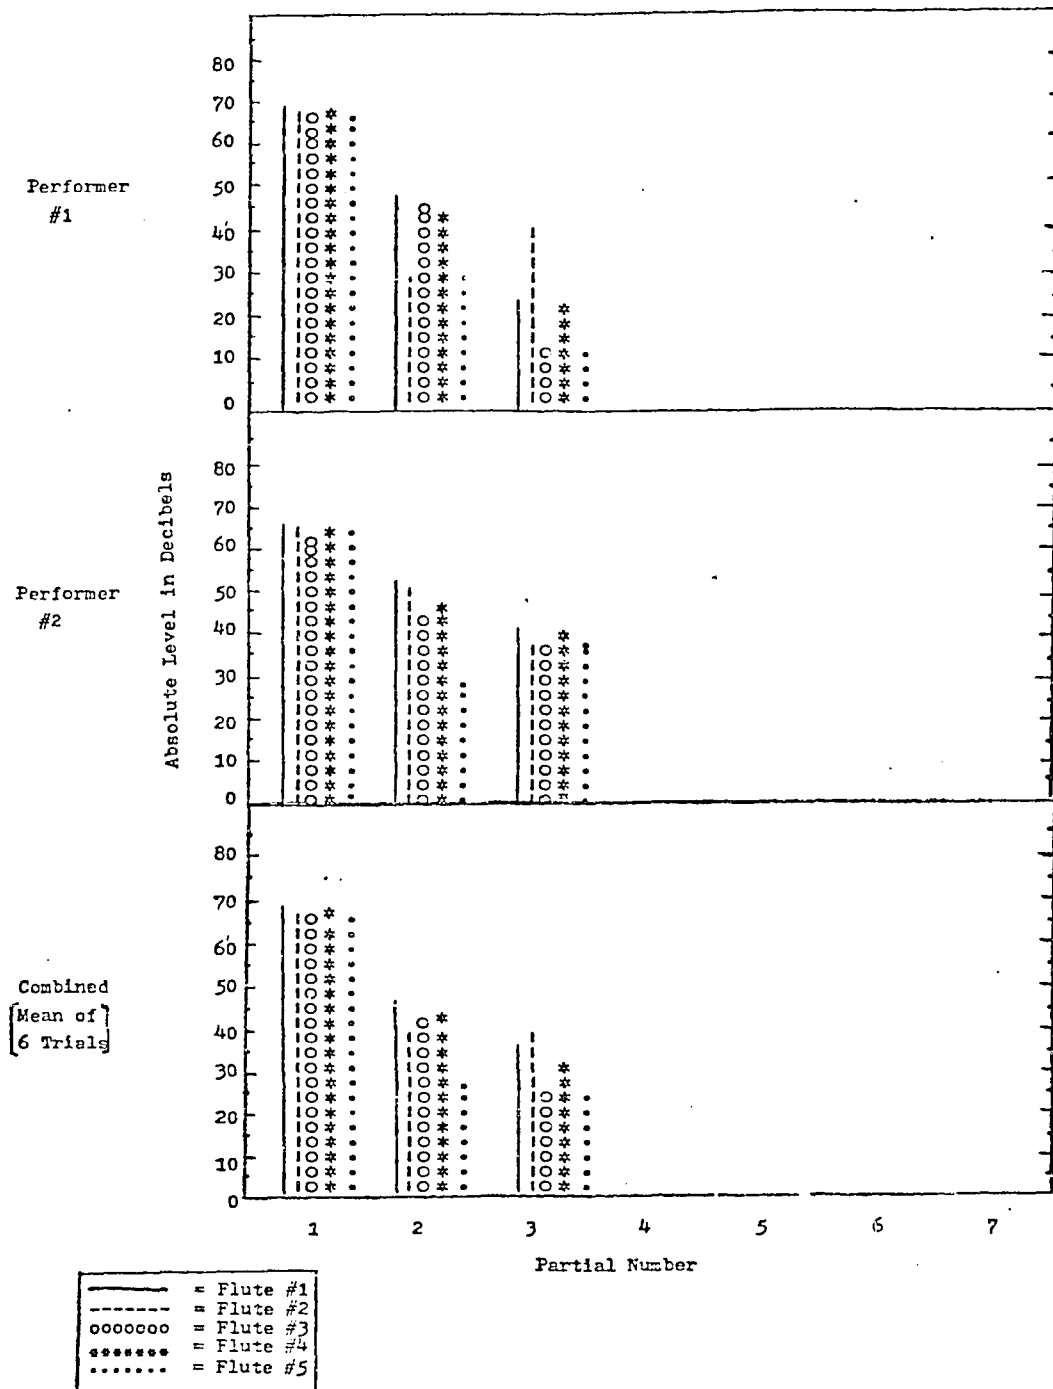 Performer
#1
80
70
60
50
40
30
20
10
0
Performer
#2
Absolute Level in Decibels
80
70
60
50
40
30
20
10
0
Combined
[Mean of
6 Trials]
80
70
60
50
40
30
20
10
0
1 2 3 4 5 6 7
Partial Number
= Flute #1
= Flute #2
ooooooo = Flute #3
******* = Flute #4
....... = Flute #5